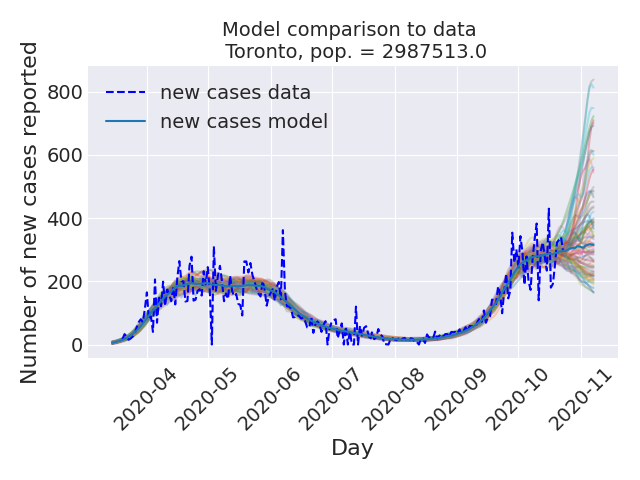 Model comparison to data
Toronto, pop. = 2987513.0
Number of new cases reported
800
600
400
200
0
new cases data
new cases model
2020-04
2020-05
2020-06
2020-07
2020-08
2020-09
2020-10
2020-11
Day